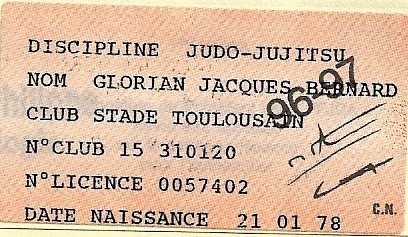 DISCIPLINE JUDO-JUJITSU
NOM GIORIAN JACQUES-BERNARD
96-97
CLUB STADE TOULOUSAIN
N°CLUB 15 310120
N°LICENCE 0057402
C.N.
DATE NAISSANCE 21 01 78